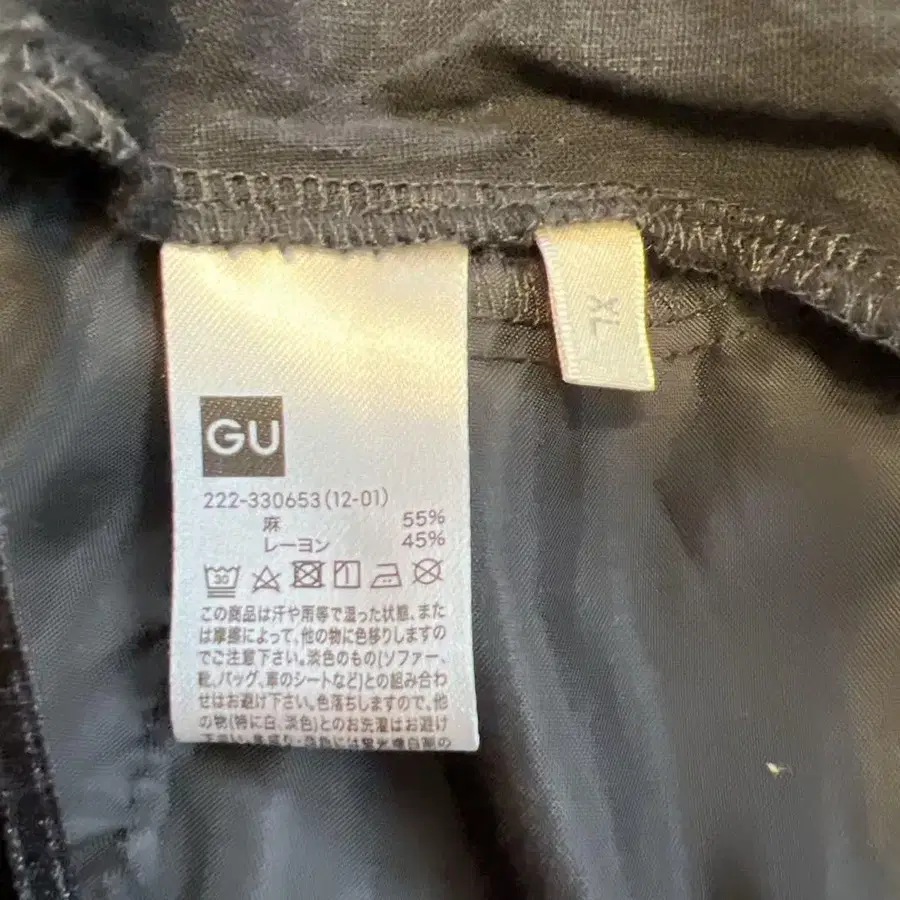 XL
GU
222-330653(12-01)
麻 55%
レーヨン 45%
30
この商品は汗や雨等で湿った状態、また
は摩擦によって、他の物に色移りしますの
でご注意下さい。淡色のもの(ソファー、
靴、バッグ、車のシートなど)との組み合わ
せはお避け下さい。色落ちしますので、他
の物(特に白、淡色)とのお洗濯はお避け